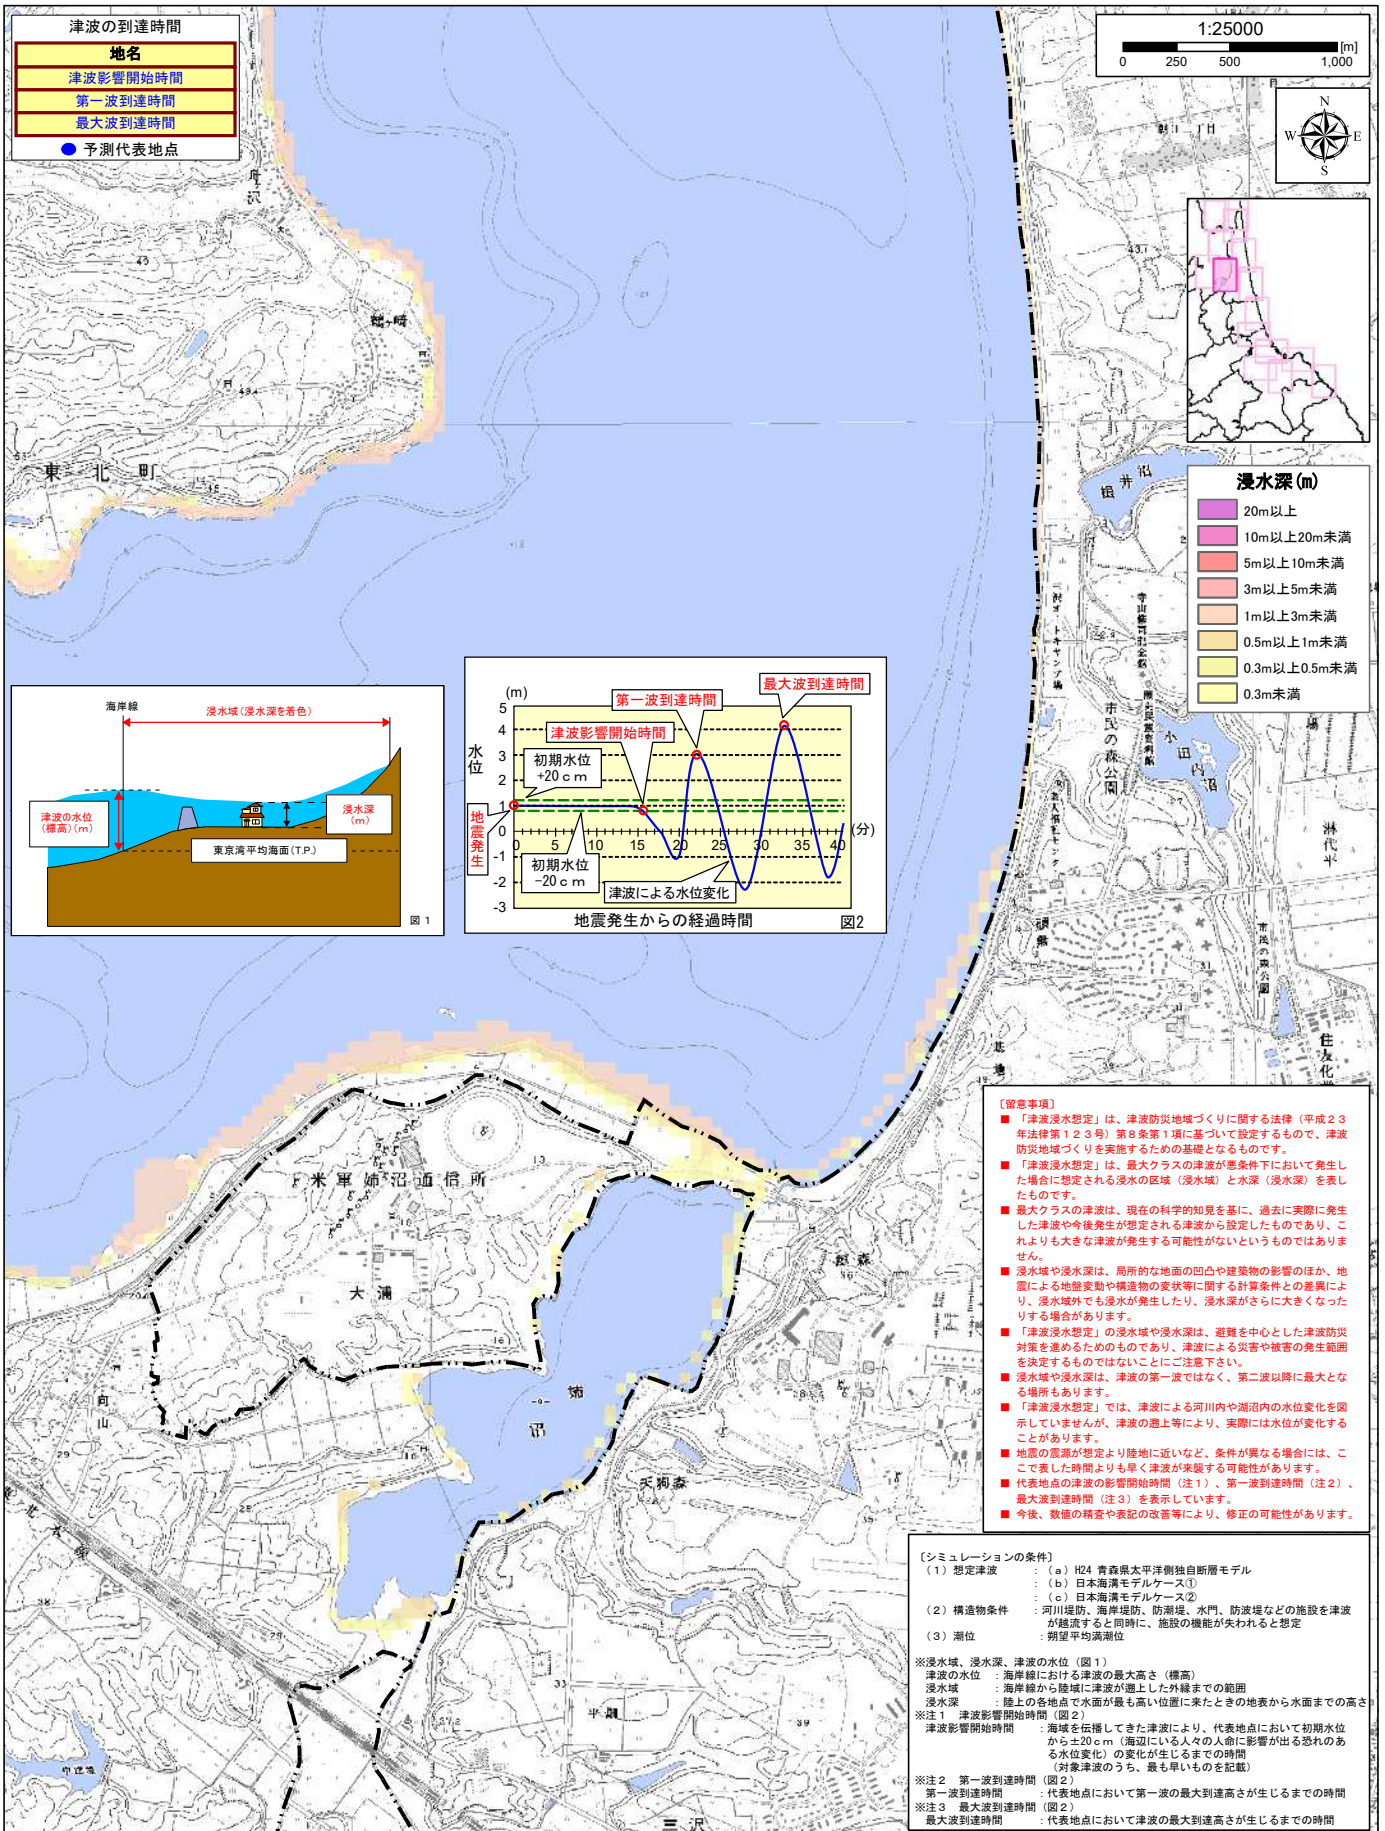 津波の到達時間
地名
津波影響開始時間
第一波到達時間
最大波到達時間
予測代表地点
1:25000
[m]
0 250 500 1,000
N
W E
S
浸水深(m)
20m以上
10m以上20m未満
5m以上10m未満
3m以上5m未満
1m以上3m未満
0.5m以上1m未満
0.3m以上0.5m未満
0.3m未満
東北町
鶴ヶ崎
43.1
小田内沼
市民の森公園
市民の森公園
淋代平
海岸線
浸水域(浸水深を着色)
津波の水位
(標高)(m)
浸水深
(m)
東京湾平均海面(T.P.)
図1
(m)
水位
5
4
3
2
1
0
-1
-2
-3
第一波到達時間
最大波到達時間
津波影響開始時間
初期水位
+20cm
地震発生
初期水位
-20cm
津波による水位変化
0 5 10 15 20 25 30 35 40
(分)
地震発生からの経過時間
図2
米軍姉沼通信所
大浦
向山
姉沼
天狗森
平畑
三沢
〔留意事項〕
■ 「津波浸水想定」は、津波防災地域づくりに関する法律(平成23
年法律第123号)第8条第1項に基づいて設定するもので、津波
防災地域づくりを実施するための基礎となるものです。
■ 「津波浸水想定」は、最大クラスの津波が悪条件下において発生し
た場合に想定される浸水の区域(浸水域)と水深(浸水深)を表し
たものです。
■ 最大クラスの津波は、現在の科学的知見を基に、過去に実際に発生
した津波や今後発生が想定される津波から設定したものであり、こ
れよりも大きな津波が発生する可能性がないというものではありま
せん。
■ 浸水域や浸水深は、局所的な地面の凹凸や建築物の影響のほか、地
震による地盤変動や構造物の変状等に関する計算条件との差異によ
り、浸水域外でも浸水が発生したり、浸水深がさらに大きくなった
りする場合があります。
■ 「津波浸水想定」の浸水域や浸水深は、避難を中心とした津波防災
対策を進めるためのものであり、津波による災害や被害の発生範囲
を決定するものではないことにご注意下さい。
■ 浸水域や浸水深は、津波の第一波ではなく、第二波以降に最大とな
る場所もあります。
■ 「津波浸水想定」では、津波による河川内や湖沼内の水位変化を図
示していませんが、津波の遡上等により、実際には水位が変化する
ことがあります。
■ 地震の震源が想定より陸地に近いなど、条件が異なる場合には、こ
こで表した時間よりも早く津波が来襲する可能性があります。
■ 代表地点の津波の影響開始時間(注1)、第一波到達時間(注2)、
最大波到達時間(注3)を表示しています。
■ 今後、数値の精査や表記の改善等により、修正の可能性があります。
〔シミュレーションの条件〕
(1)想定津波 :(a)H24 青森県太平洋側独自断層モデル
:(b)日本海溝モデルケース①
:(c)日本海溝モデルケース②
(2)構造物条件 :河川堤防、海岸堤防、防潮堤、水門、防波堤などの施設を津波
が越流すると同時に、施設の機能が失われると想定
(3)潮位 :朔望平均満潮位
※浸水域、浸水深、津波の水位(図1)
津波の水位 :海岸線における津波の最大高さ(標高)
浸水域 :海岸線から陸域に津波が遡上した外縁までの範囲
浸水深 :陸上の各地点で水面が最も高い位置に来たときの地表から水面までの高さ
※注1 津波影響開始時間(図2)
津波影響開始時間 :海域を伝播してきた津波により、代表地点において初期水位
から±20cm(海辺にいる人々の人命に影響が出る恐れのあ
る水位変化)の変化が生じるまでの時間
(対象津波のうち、最も早いものを記載)
※注2 第一波到達時間(図2)
第一波到達時間 :代表地点において第一波の最大到達高さが生じるまでの時間
※注3 最大波到達時間(図2)
最大波到達時間 :代表地点において津波の最大到達高さが生じるまでの時間